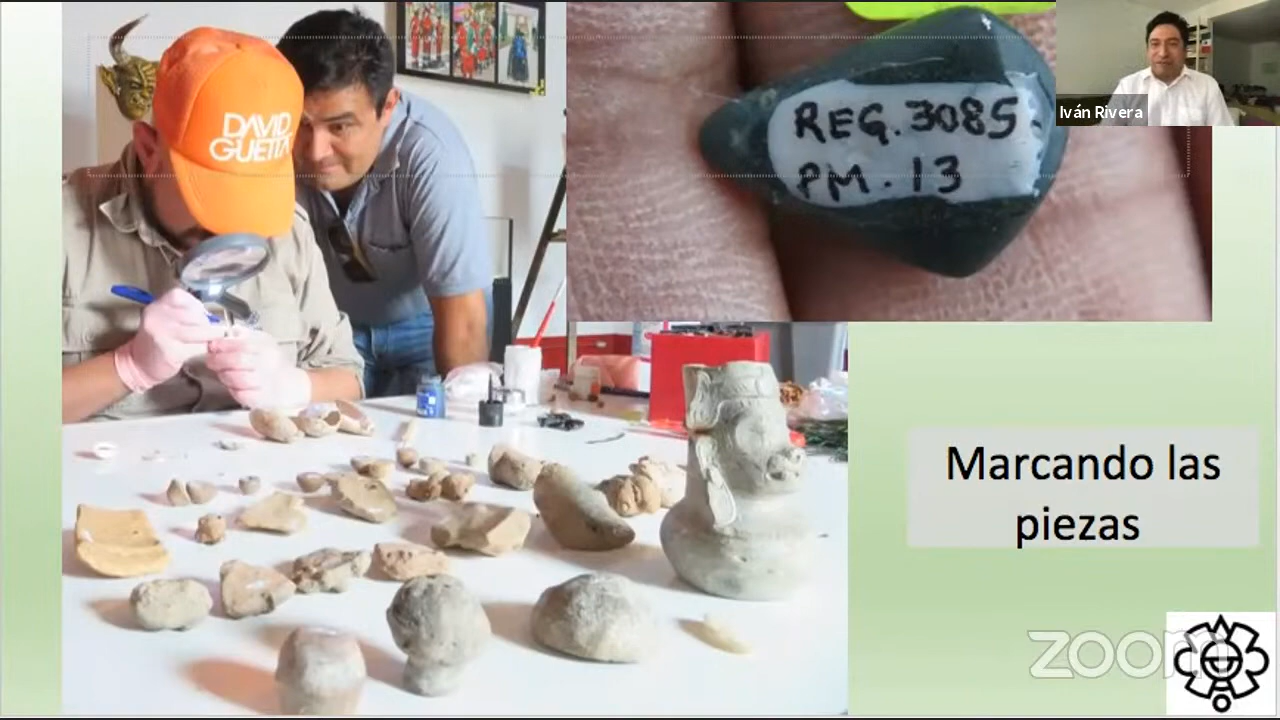 DAVID
GUETTA
REG. 3085
PM. 13
Iván Rivera
Marcando las
piezas
zoom